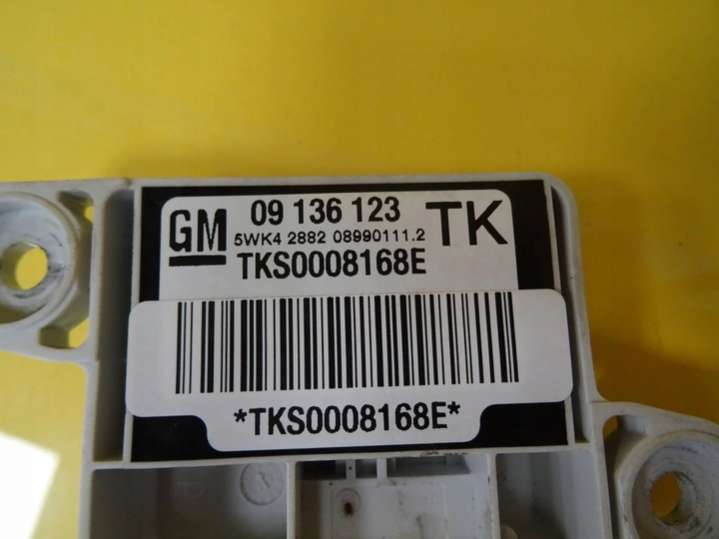 GM 09 136 123 TK
5WK4 2882 08990111.2
TKS0008168E
*TKS0008168E*